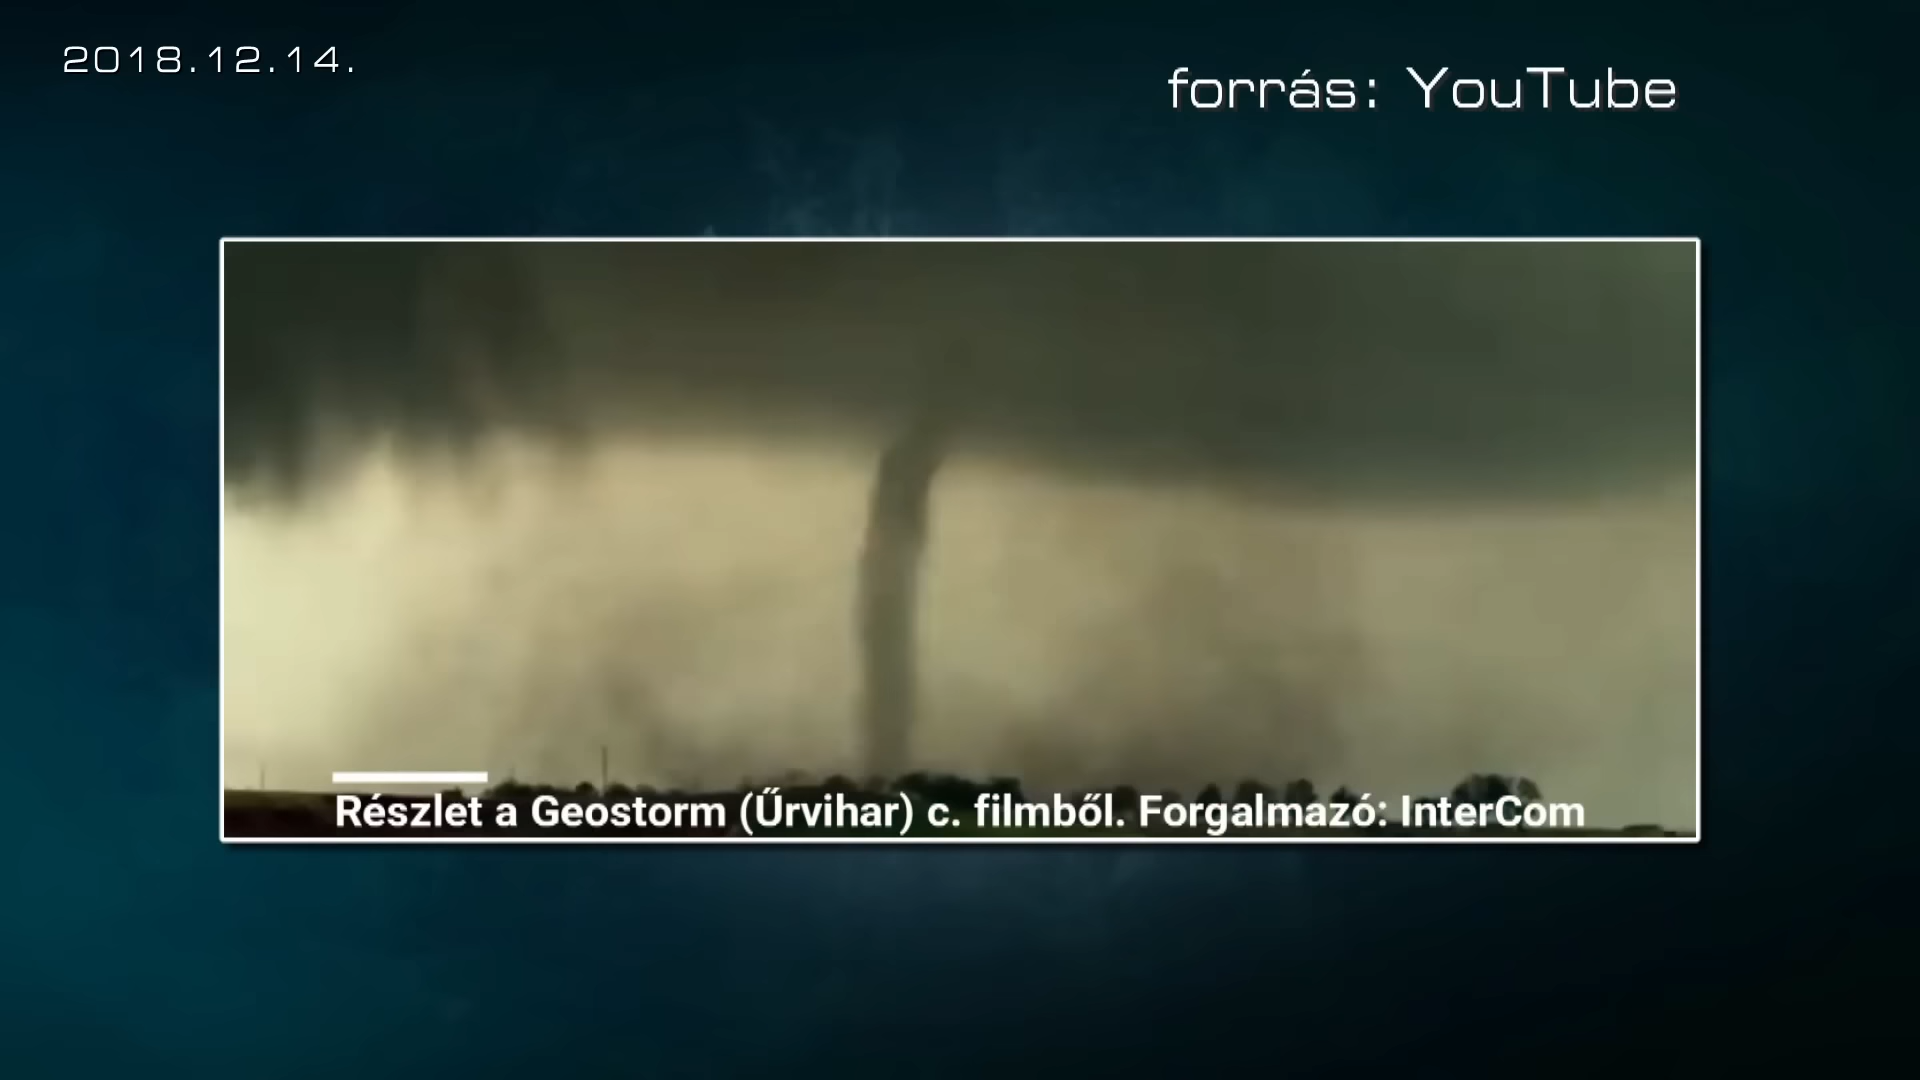 2018.12.14.
forrás: YouTube
Részlet a Geostorm (Űrvihar) c. filmből. Forgalmazó: InterCom